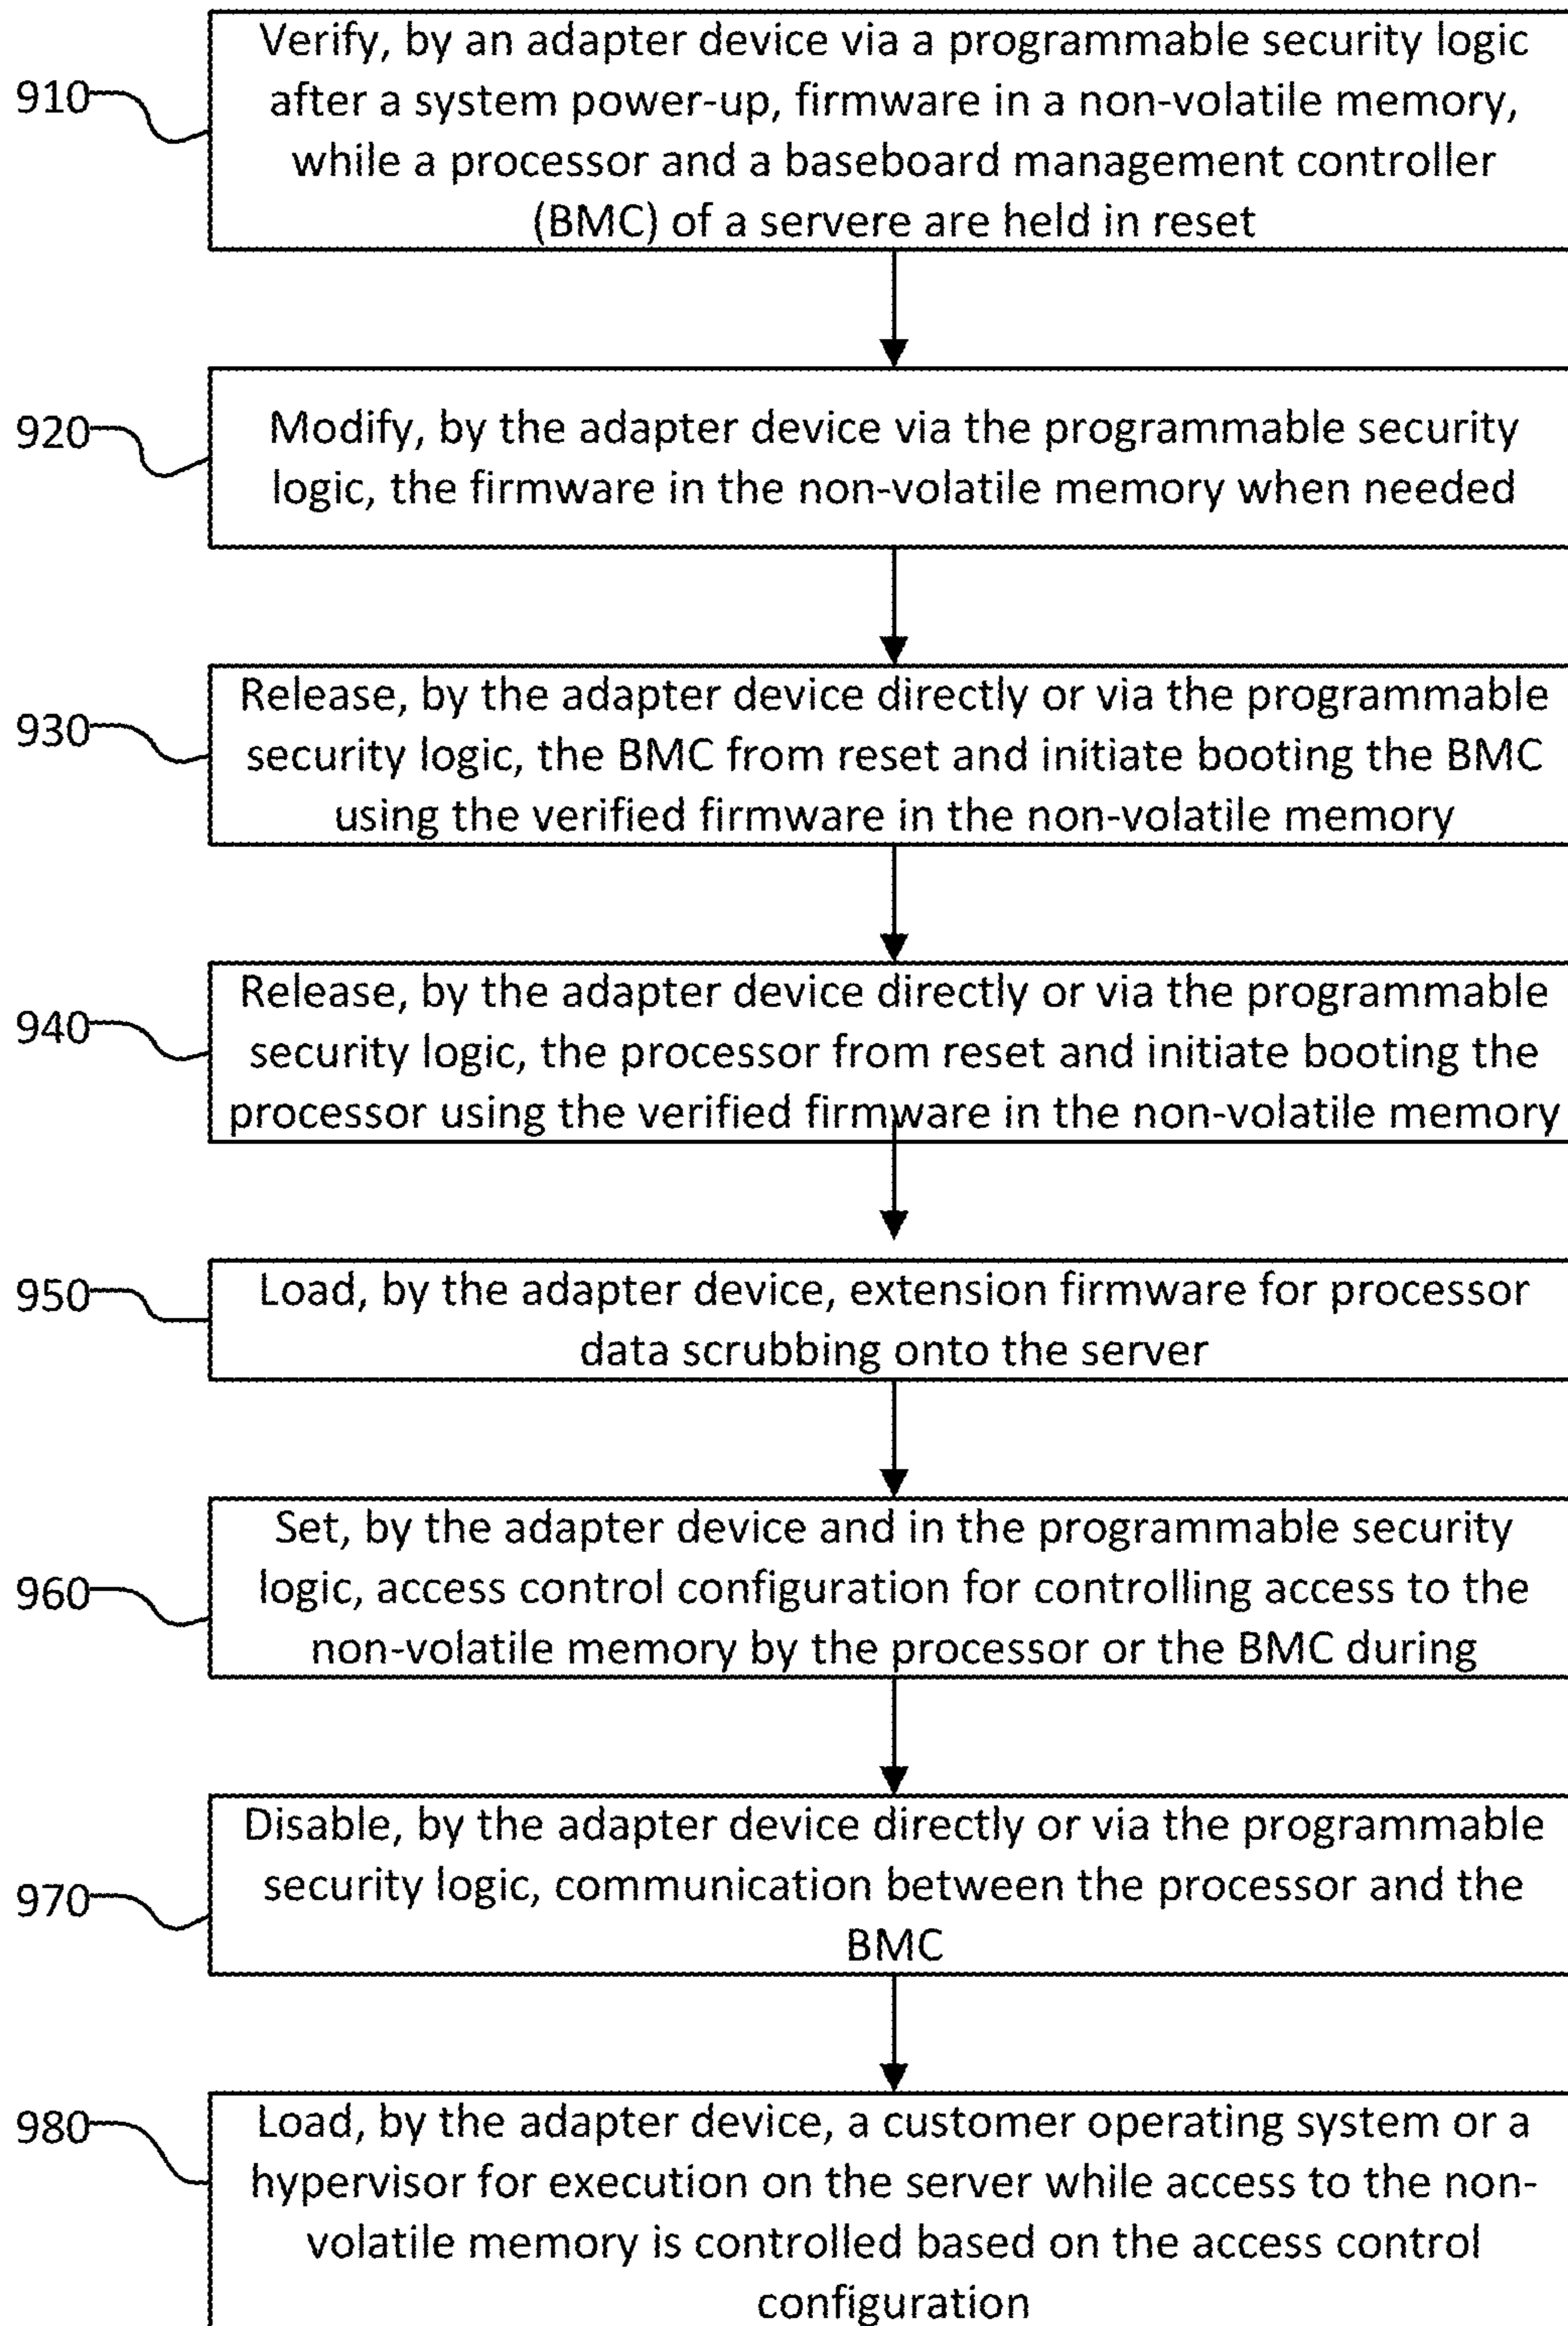 910
Verify, by an adapter device via a programmable security logic
after a system power-up, firmware in a non-volatile memory,
while a processor and a baseboard management controller
(BMC) of a servere are held in reset
920
Modify, by the adapter device via the programmable security
logic, the firmware in the non-volatile memory when needed
930
Release, by the adapter device directly or via the programmable
security logic, the BMC from reset and initiate booting the BMC
using the verified firmware in the non-volatile memory
940
Release, by the adapter device directly or via the programmable
security logic, the processor from reset and initiate booting the
processor using the verified firmware in the non-volatile memory
950
Load, by the adapter device, extension firmware for processor
data scrubbing onto the server
960
Set, by the adapter device and in the programmable security
logic, access control configuration for controlling access to the
non-volatile memory by the processor or the BMC during
970
Disable, by the adapter device directly or via the programmable
security logic, communication between the processor and the
BMC
980
Load, by the adapter device, a customer operating system or a
hypervisor for execution on the server while access to the non-
volatile memory is controlled based on the access control
configuration